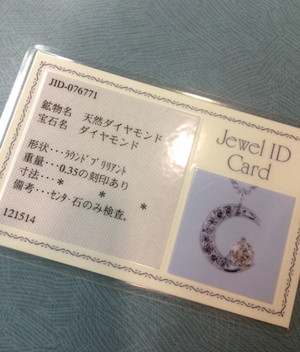 JID-076771
鉱物名 天然ダイヤモンド
宝石名 ダイヤモンド
形状･･･ﾗｳﾝﾄﾞﾌﾞﾘﾘｱﾝﾄ
重量･･･0.35の刻印あり
寸法･･･* * *
備考･･･ｾﾝﾀｰ石のみ検査。
121514
Jewel ID
Card